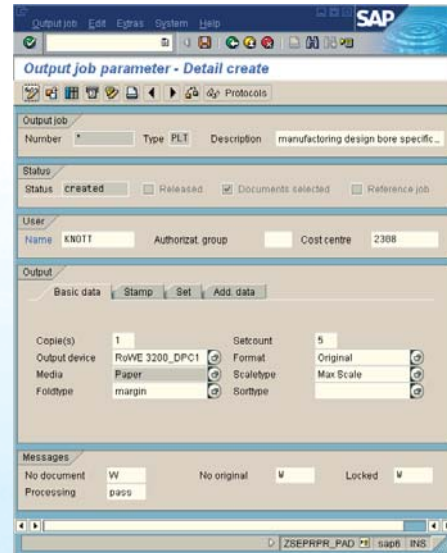 SAP
Output job Edit Extras System Help
Output job parameter - Detail create
Protocols
Output job
Number * Type PLT Description manufactoring design bore specific...
Status
Status created Released Documents selected Reference job
User
Name KNOTT Authorizat. group Cost centre 2308
Output
Basic data Stamp Set Add. data
Copie(s) 1 Setcount 5
Output device RoWE 3200_DPC1 Format Original
Media Paper Scaletype Max Scale
Foldtype margin Sorttype
Messages
No document W No original W Locked W
Processing pass
ZSEPRPR_PAD sap6 INS